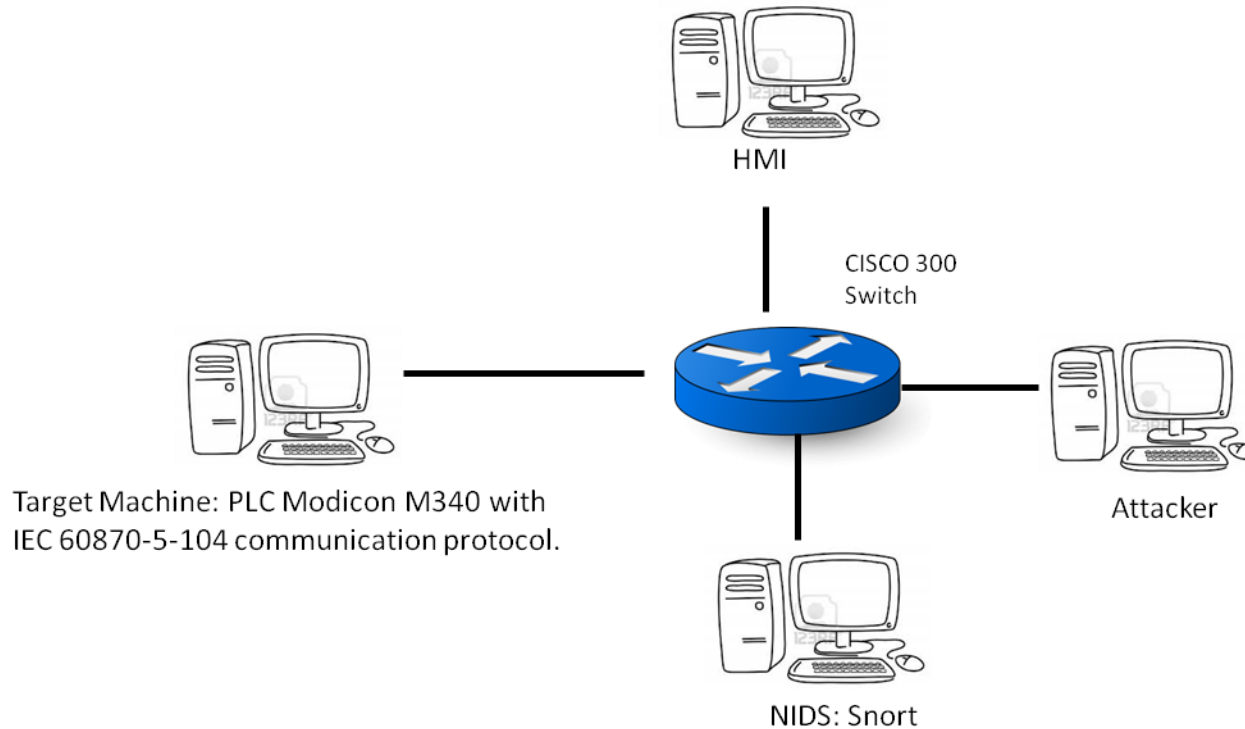 HMI
CISCO 300
Switch
Target Machine: PLC Modicon M340 with
IEC 60870-5-104 communication protocol.
Attacker
NIDS: Snort